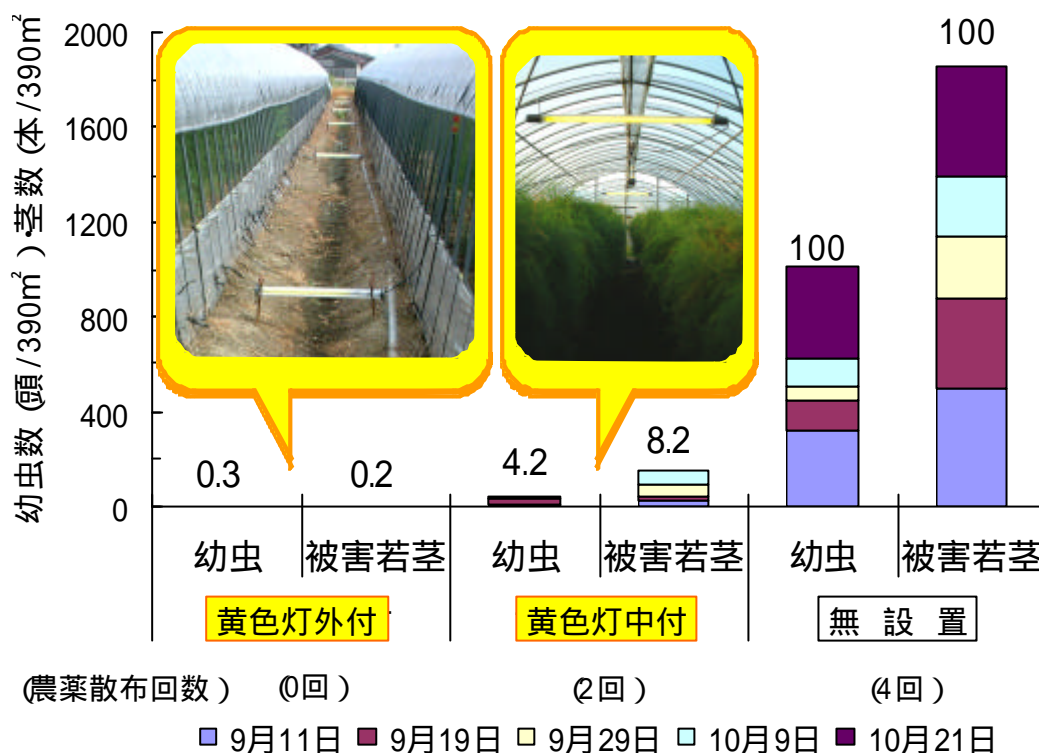 幼虫数(頭/390㎡)茎数(本/390㎡
2000
1600
1200
800
400
0
0.3
0.2
4.2
8.2
100
100
幼虫
被害若茎
幼虫
被害若茎
幼虫
被害若茎
黄色灯外付
黄色灯中付
無 設 置
(農薬散布回数) (0回) (2回) (4回)
9月11日 9月19日 9月29日 10月9日 10月21日